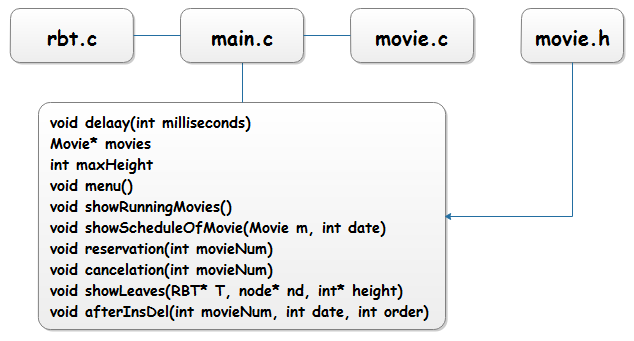 rbt.c
main.c
movie.c
movie.h
void delaay(int milliseconds)
Movie* movies
int maxHeight
void menu()
void showRunningMovies()
void showScheduleOfMovie(Movie m, int date)
void reservation(int movieNum)
void cancelation(int movieNum)
void showLeaves(RBT* T, node* nd, int* height)
void afterInsDel(int movieNum, int date, int order)